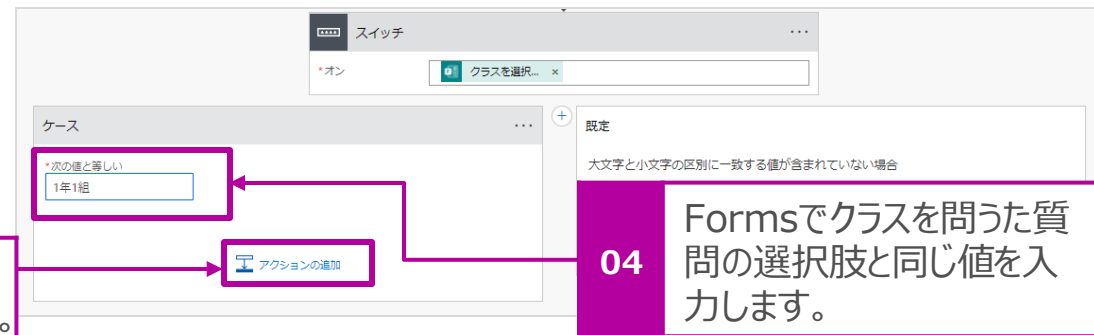 スイッチ
...
*オン
クラスを選択... ×
ケース
...
+
既定
*次の値と等しい
1年1組
大文字と小文字の区別に一致する値が含まれていない場合
アクションの追加
04
Formsでクラスを問うた質
問の選択肢と同じ値を入
力します。
。